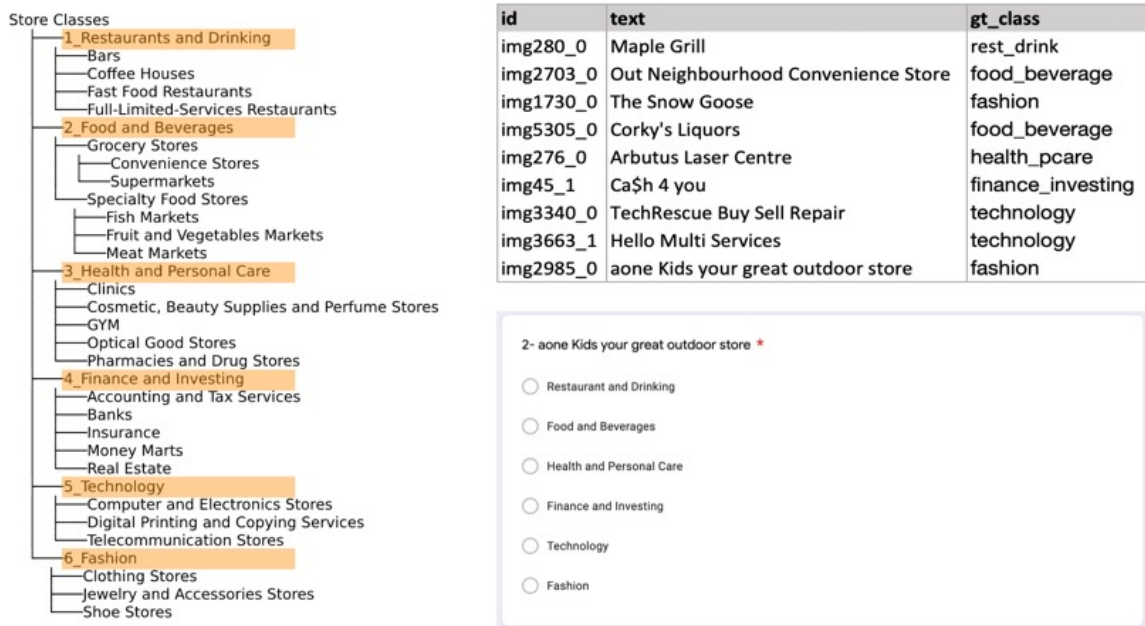 Store Classes
1_Restaurants and Drinking
Bars
Coffee Houses
Fast Food Restaurants
Full-Limited-Services Restaurants
2_Food and Beverages
Grocery Stores
Convenience Stores
Supermarkets
Specialty Food Stores
Fish Markets
Fruit and Vegetables Markets
Meat Markets
3_Health and Personal Care
Clinics
Cosmetic, Beauty Supplies and Perfume Stores
GYM
Optical Good Stores
Pharmacies and Drug Stores
4_Finance and Investing
Accounting and Tax Services
Banks
Insurance
Money Marts
Real Estate
5_Technology
Computer and Electronics Stores
Digital Printing and Copying Services
Telecommunication Stores
6_Fashion
Clothing Stores
Jewelry and Accessories Stores
Shoe Stores
id text gt_class
img280_0 Maple Grill rest_drink
img2703_0 Out Neighbourhood Convenience Store food_beverage
img1730_0 The Snow Goose fashion
img5305_0 Corky's Liquors food_beverage
img276_0 Arbutus Laser Centre health_pcare
img45_1 Ca$h 4 you finance_investing
img3340_0 TechRescue Buy Sell Repair technology
img3663_1 Hello Multi Services technology
img2985_0 aone Kids your great outdoor store fashion
2- aone Kids your great outdoor store *
Restaurant and Drinking
Food and Beverages
Health and Personal Care
Finance and Investing
Technology
Fashion